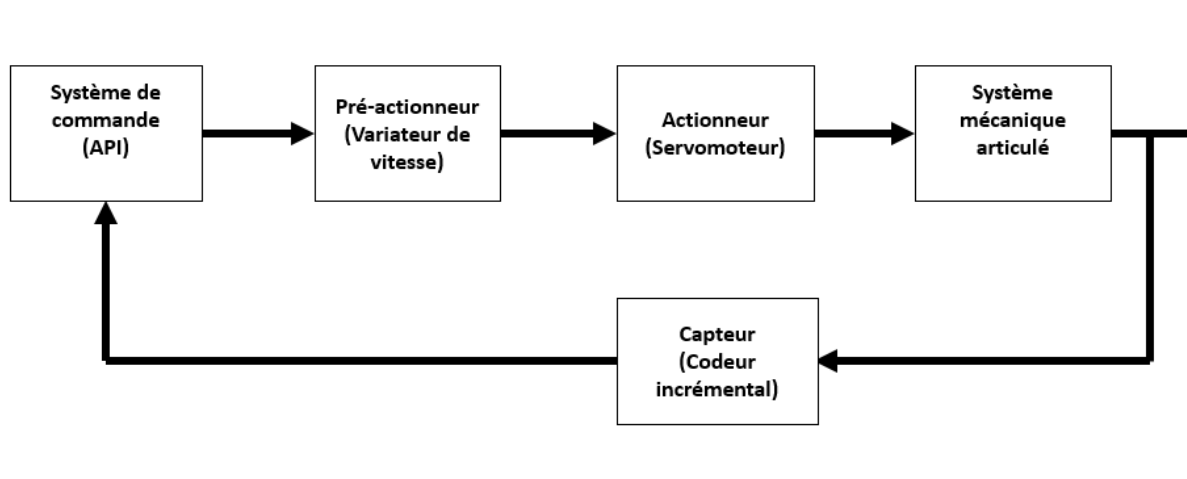 Système de
commande
(API)
Pré-actionneur
(Variateur de
vitesse)
Actionneur
(Servomoteur)
Système
mécanique
articulé
Capteur
(Codeur
incrémental)